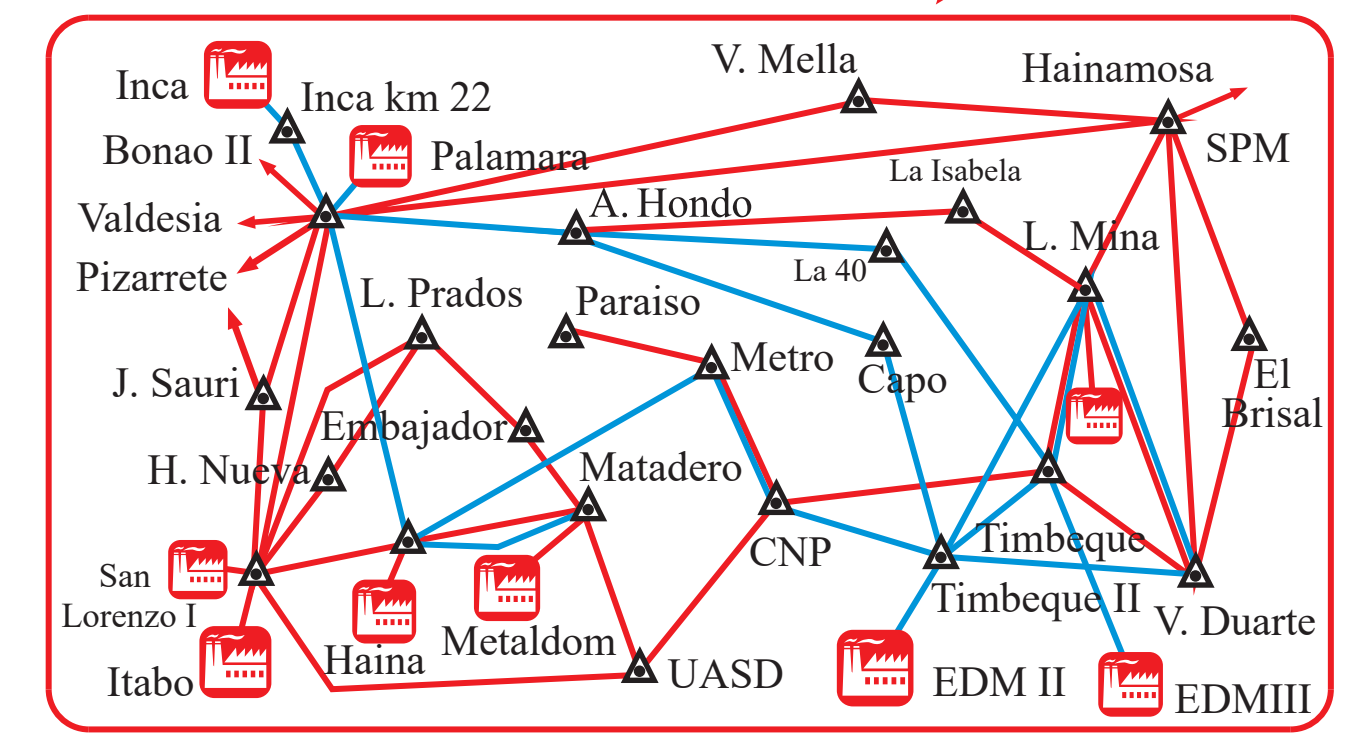 V. Mella
Hainamosa
Inca
Inca km 22
Bonao II
Palamara
SPM
La Isabela
Valdesia
A. Hondo
L. Mina
La 40
Pizarrete
L. Prados
Paraiso
Metro
Capo
J. Sauri
El
Brisal
Embajador
H. Nueva
Matadero
CNP
Timbeque
San
Lorenzo I
Timbeque II
V. Duarte
Metaldom
Haina
UASD
Itabo
EDM II
EDMIII